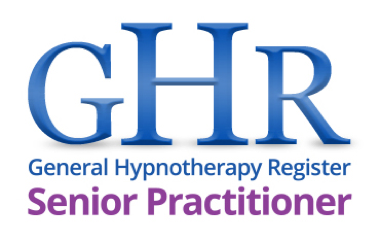 GHR
General Hypnotherapy Register
Senior Practitioner